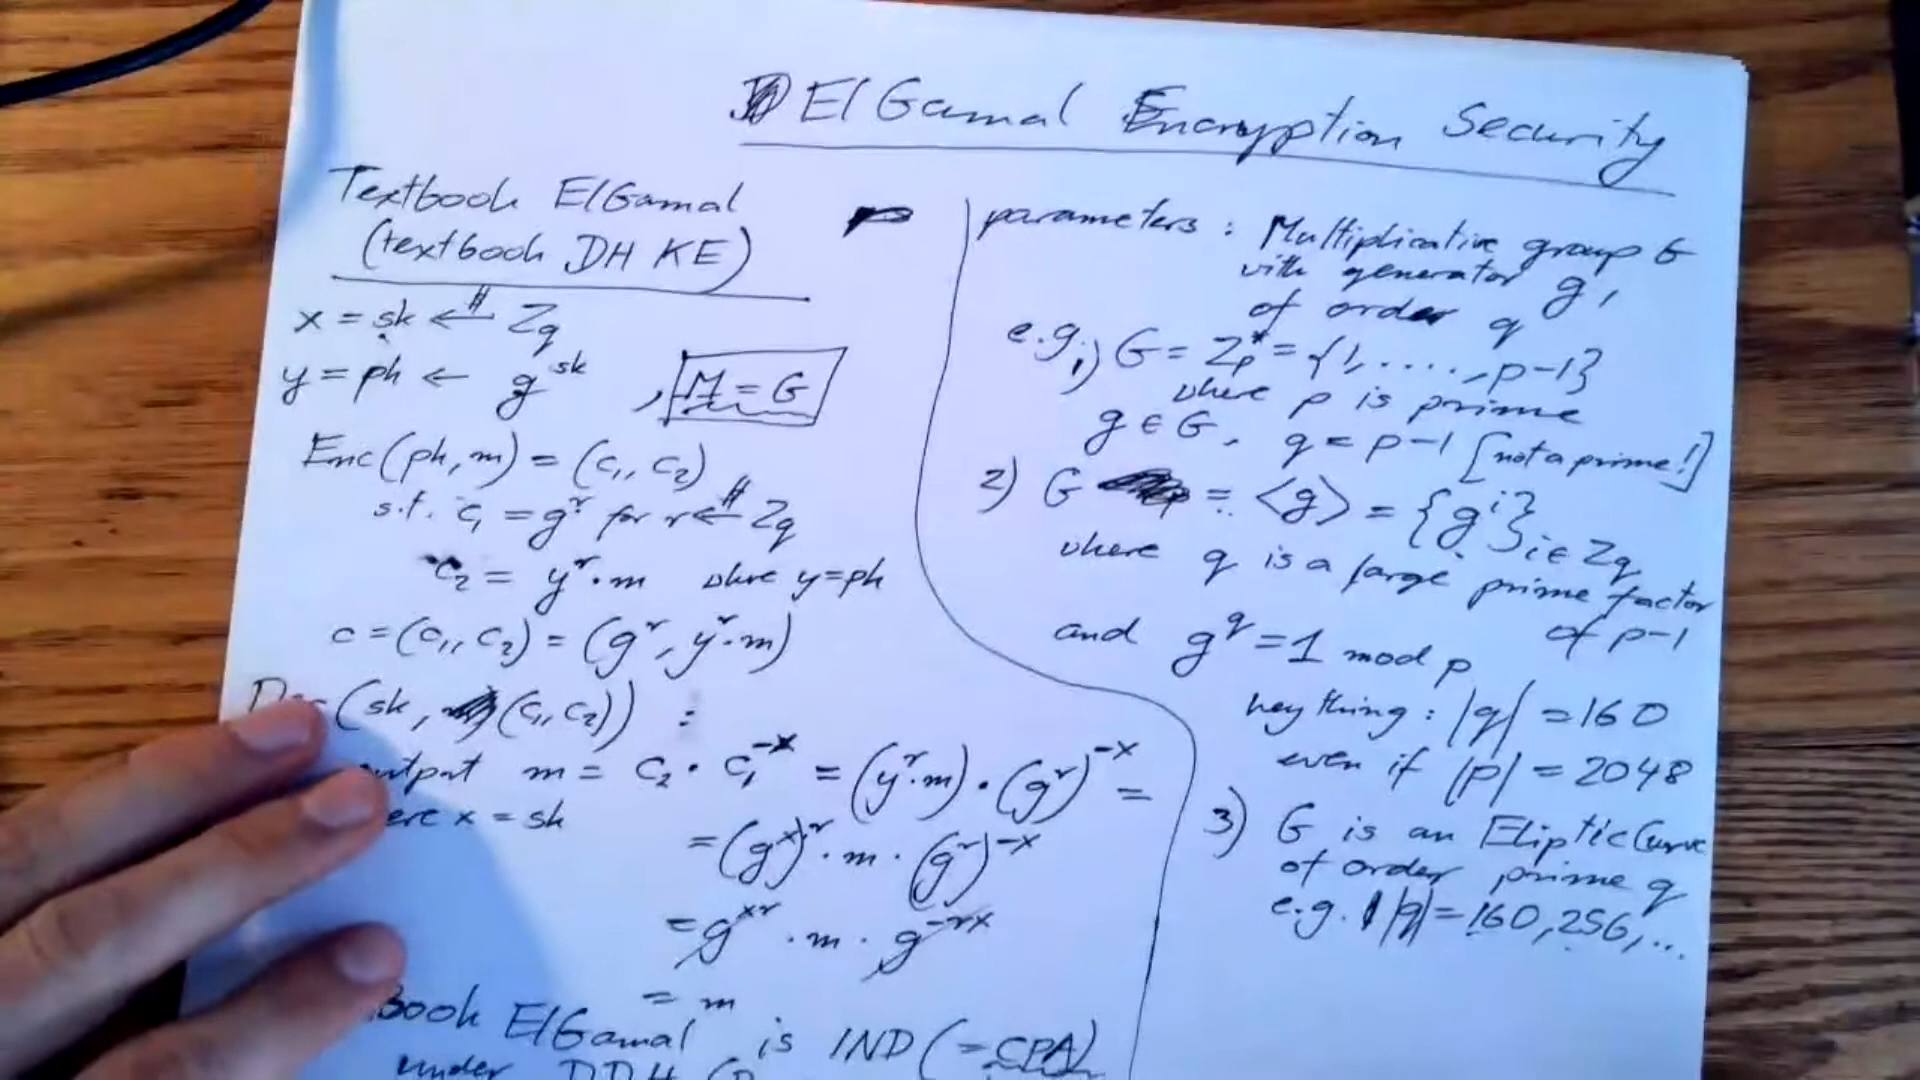 ElGamal Encryption Security
Textbook ElGamal
(textbook DH KE)
x = sk ←$ Zq
y = pk ← g^sk , M = G
Enc(pk, m) = (c₁, c₂)
s.t. c₁ = g^r for r ←$ Zq
c₂ = y^r · m where y = pk
c = (c₁, c₂) = (g^r, y^r · m)
(sk, (c₁, c₂)) :
output m = c₂ · c₁^-x = (y^r · m) · (g^r)^-x =
x = sk
= (g^x)^r · m · (g^r)^-x
= g^xr · m · g^-rx
= m
book ElGamal is IND (=CPA)
under DDH
parameters : Multiplicative group G
with generator g,
of order q
e.g. 1) G = Zp* = {1, ....., p-1}
where p is prime
g ∈ G, q = p-1 [not a prime!]
2) G = <g> = {g^i} i ∈ Zq
where q is a large prime factor
of p-1
and g^q = 1 mod p
key thing : |q| = 160
even if |p| = 2048
3) G is an Eliptic Curve
of order prime q
e.g. |q| = 160, 256, ..